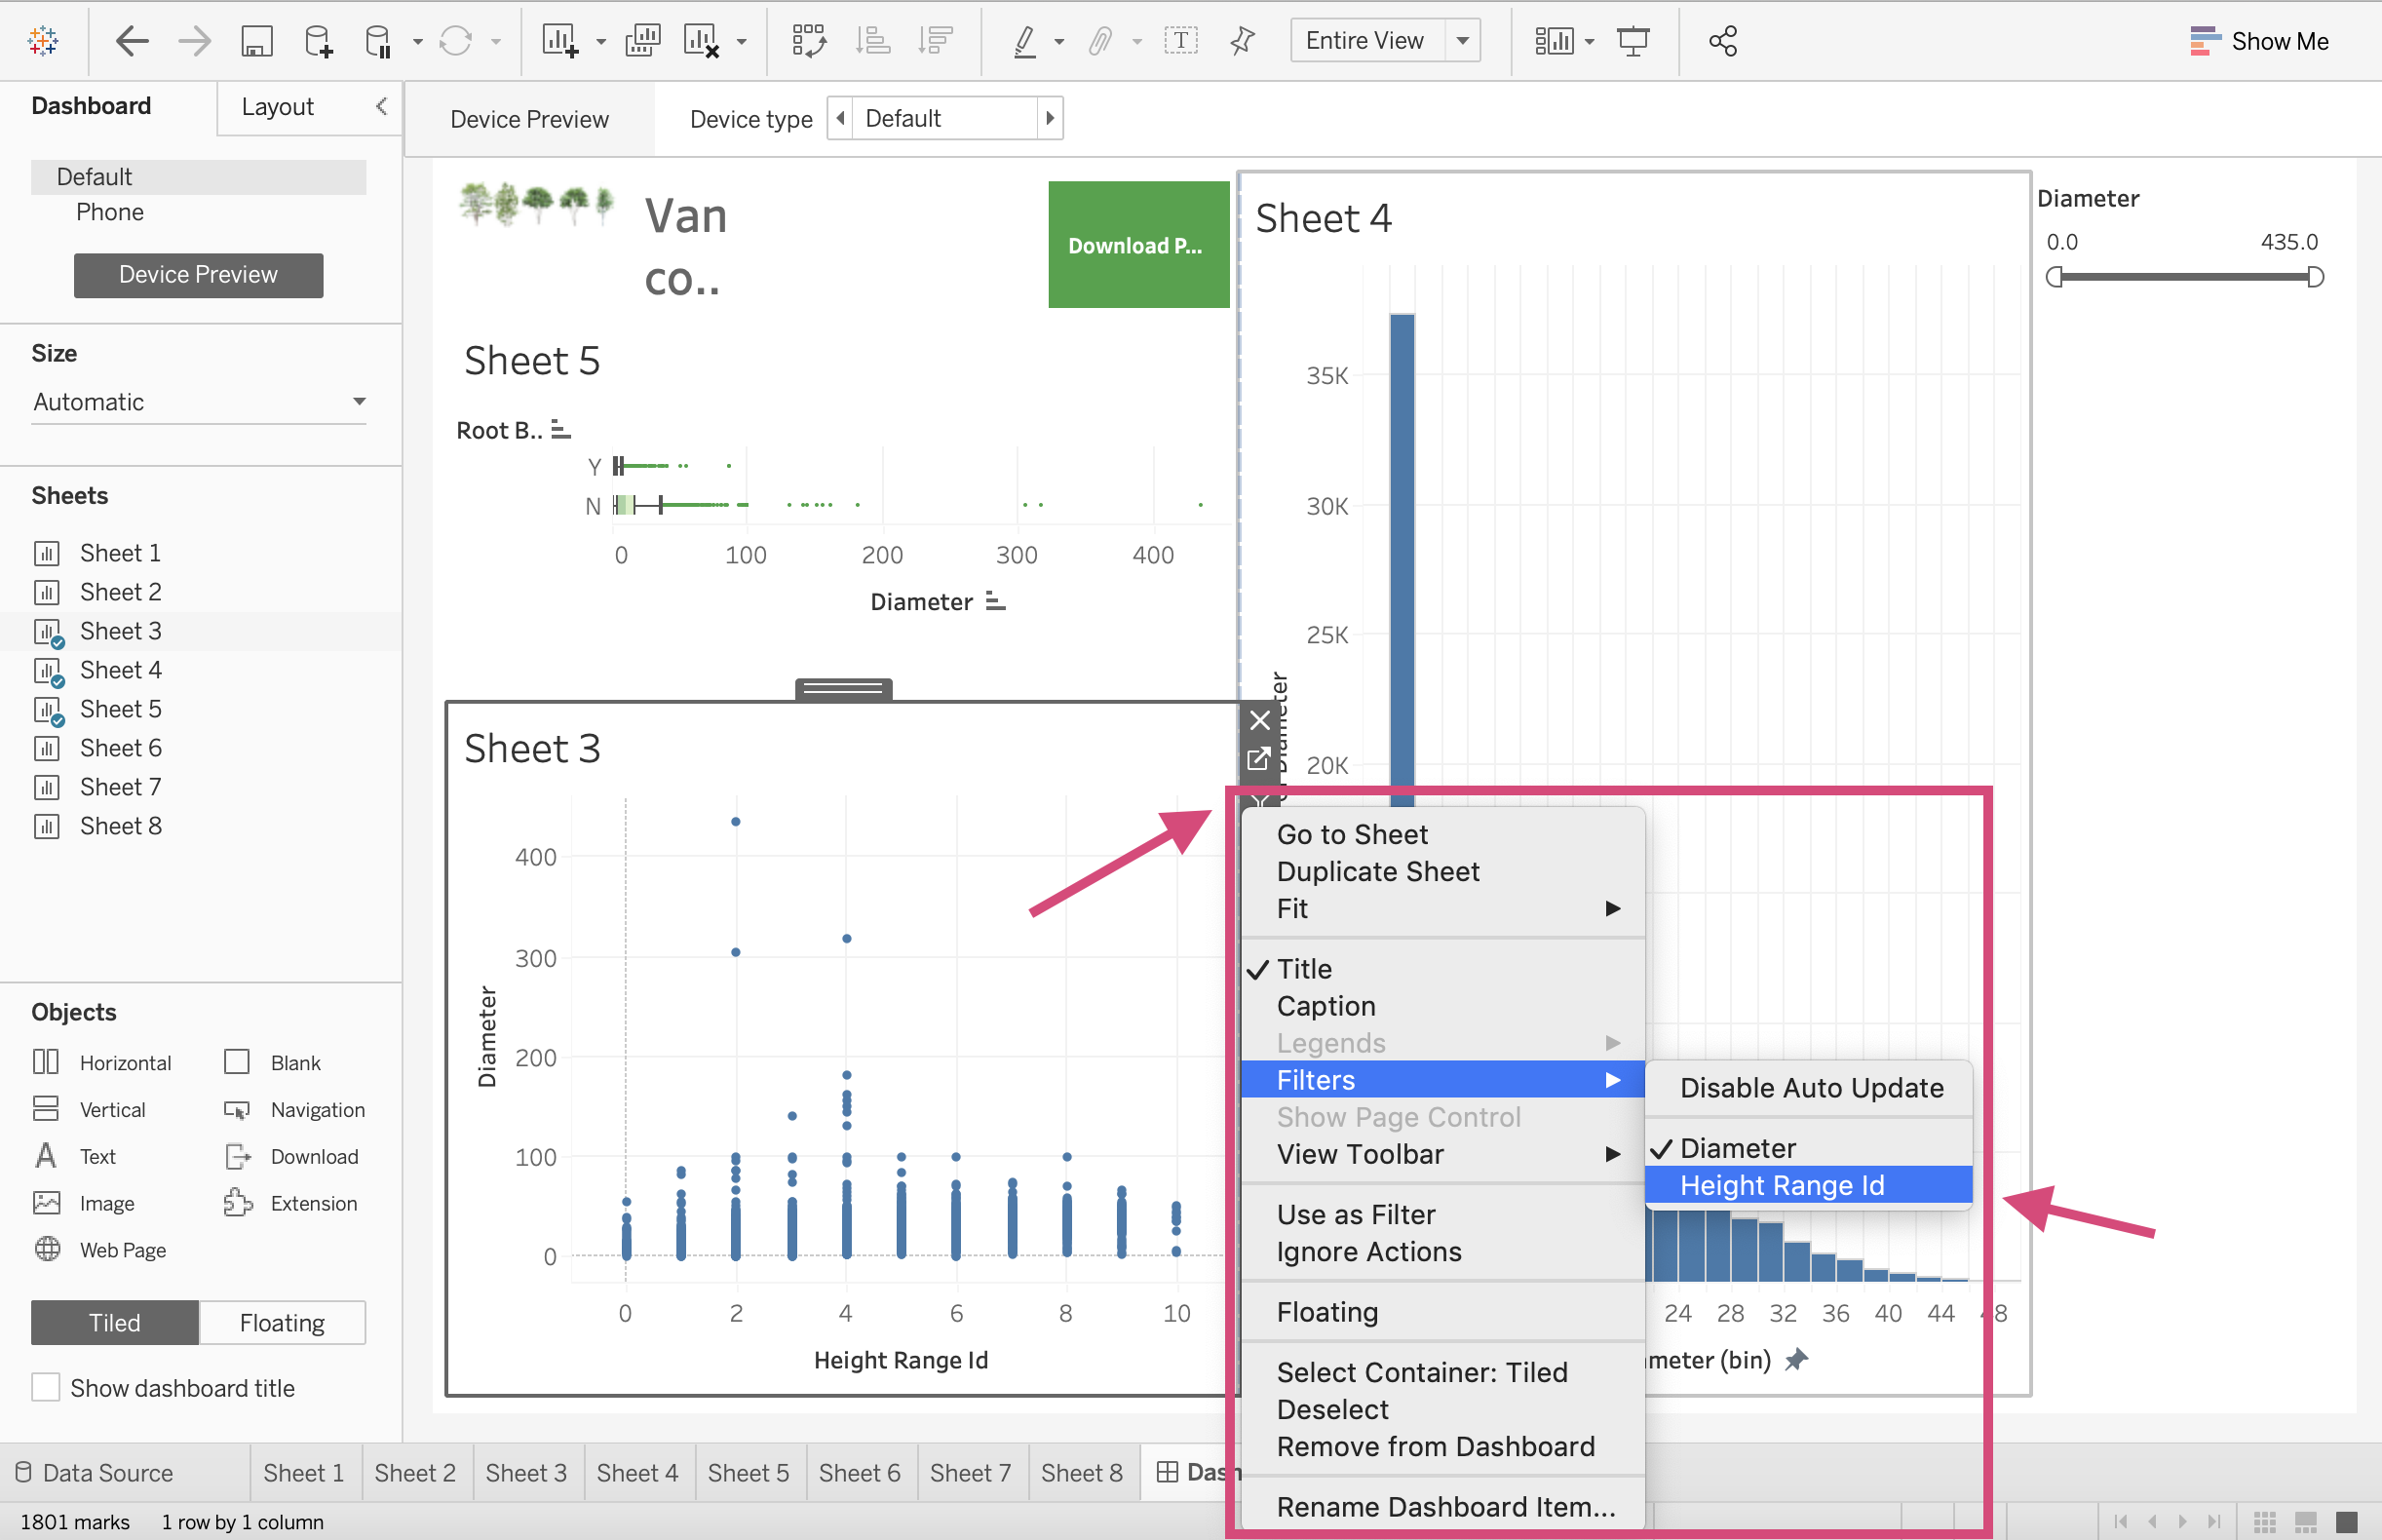 Entire View
Show Me
Dashboard
Layout
Device Preview
Device type
Default
Default
Phone
Device Preview
Size
Automatic
Sheets
Sheet 1
Sheet 2
Sheet 3
Sheet 4
Sheet 5
Sheet 6
Sheet 7
Sheet 8
Objects
Horizontal
Blank
Vertical
Navigation
Text
Download
Image
Extension
Web Page
Tiled
Floating
Show dashboard title
Van
co..
Download P...
Sheet 5
Root B..
Y
N
0 100 200 300 400
Diameter
Sheet 3
Diameter
400
300
200
100
0
0 2 4 6 8 10
Height Range Id
Sheet 4
35K
30K
25K
20K
24 28 32 36 40 44 48
meter (bin)
Diameter
0.0 435.0
Go to Sheet
Duplicate Sheet
Fit
Title
Caption
Legends
Filters
Show Page Control
View Toolbar
Use as Filter
Ignore Actions
Floating
Select Container: Tiled
Deselect
Remove from Dashboard
Rename Dashboard Item...
Disable Auto Update
Diameter
Height Range Id
Data Source
Sheet 1
Sheet 2
Sheet 3
Sheet 4
Sheet 5
Sheet 6
Sheet 7
Sheet 8
Dash
1801 marks
1 row by 1 column